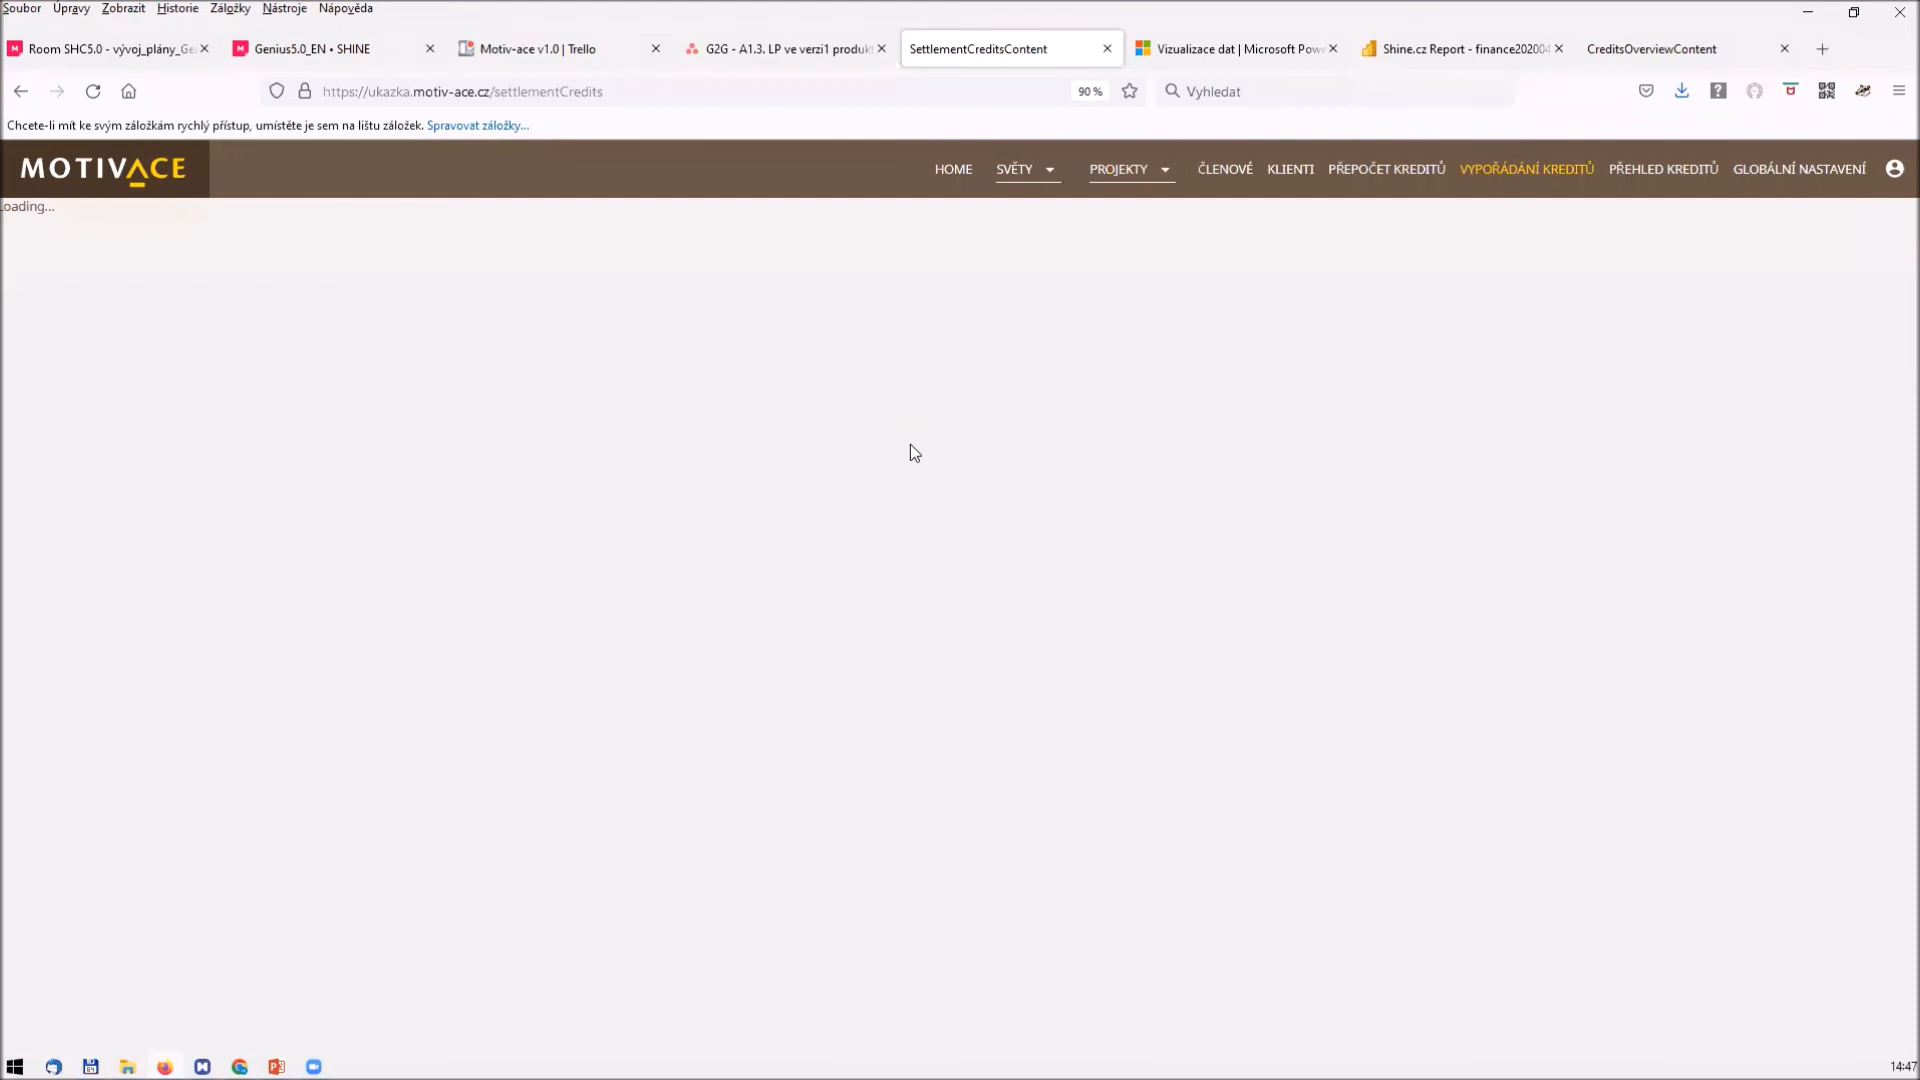 Soubor Úpravy Zobrazit Historie Záložky Nástroje Nápověda
Room SHC5.0 - vývoj_plány_Ge
Genius5.0_EN • SHINE
Motiv-ace v1.0 | Trello
G2G - A1.3. LP ve verzi1 produkt
SettlementCreditsContent
Vizualizace dat | Microsoft Powe
Shine.cz Report - finance202004
CreditsOverviewContent
https://ukazka.motiv-ace.cz/settlementCredits
90 %
Vyhledat
Chcete-li mít ke svým záložkám rychlý přístup, umístěte je sem na lištu záložek. Spravovat záložky...
MOTIVACE
HOME SVĚTY PROJEKTY ČLENOVÉ KLIENTI PŘEPOČET KREDITŮ VYPOŘÁDÁNÍ KREDITŮ PŘEHLED KREDITŮ GLOBÁLNÍ NASTAVENÍ
Loading...
14:47